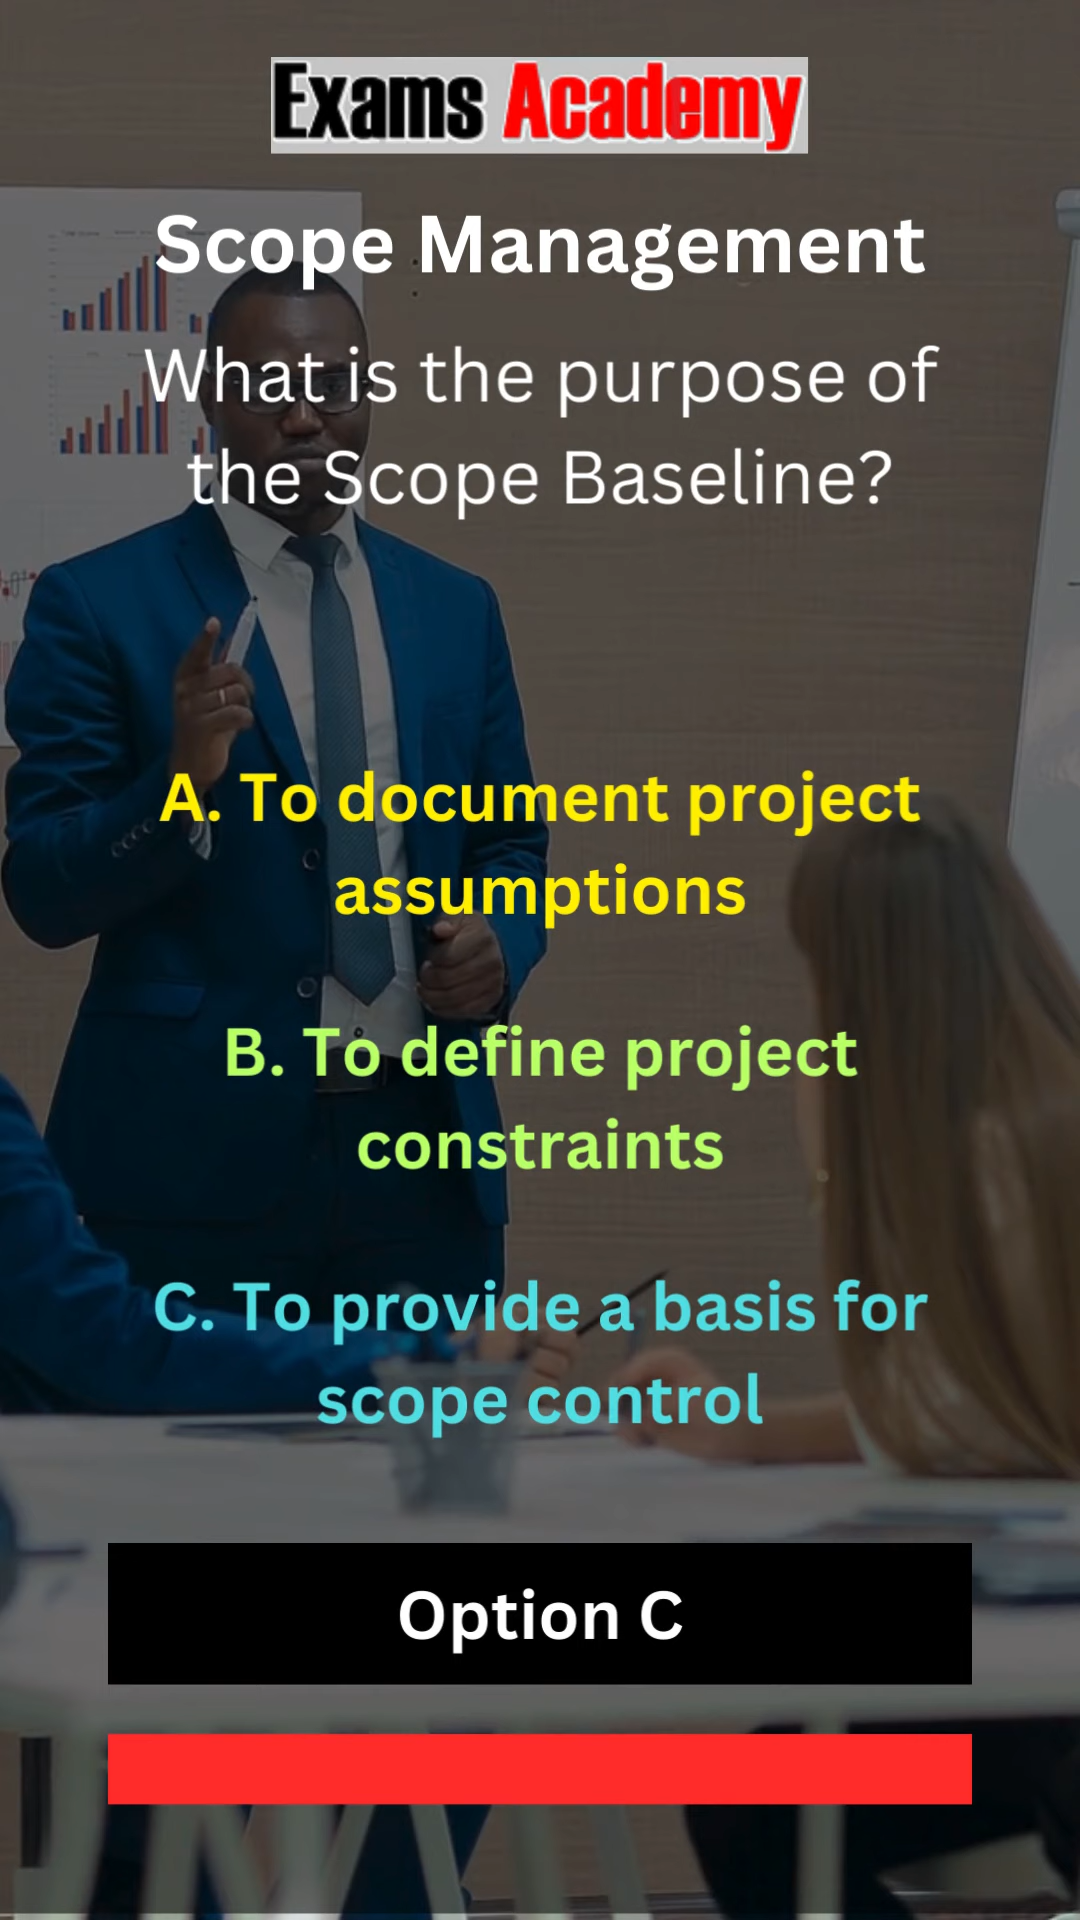 Exams Academy
Scope Management
What is the purpose of
the Scope Baseline?
A. To document project
assumptions
B. To define project
constraints
C. To provide a basis for
scope control
Option C